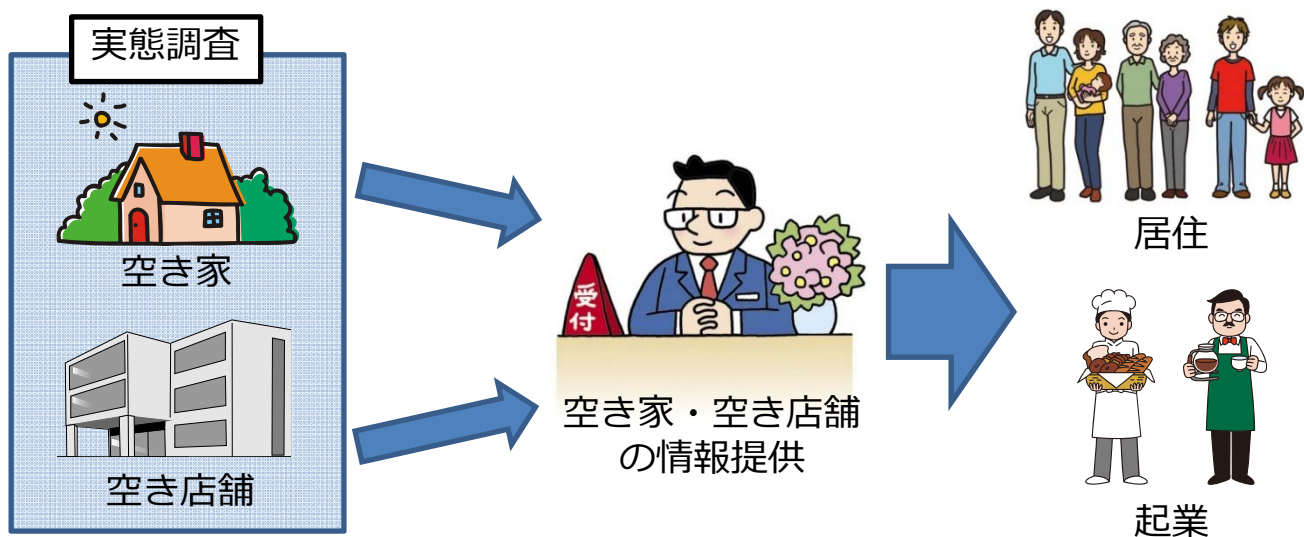 実態調査
空き家
空き店舗
受付
空き家・空き店舗
の情報提供
居住
起業